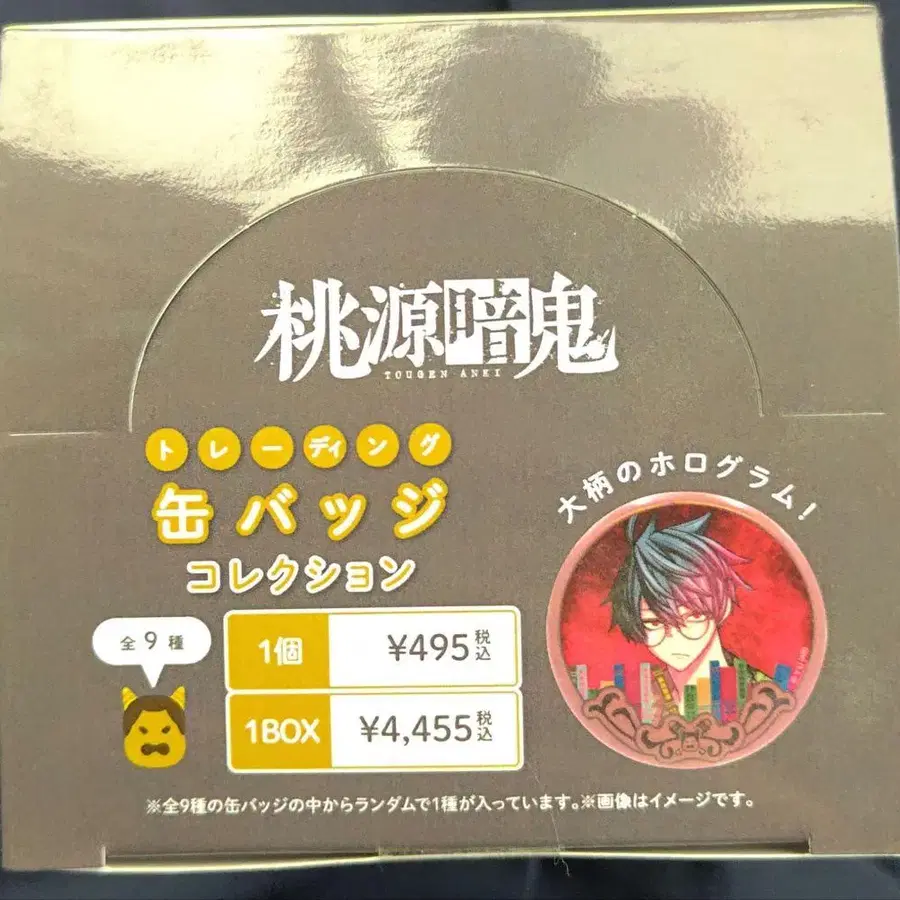 桃源暗鬼
TOUGEN ANKI
トレーディング
缶バッジ
コレクション
大柄のホログラム!
全9種
1個 ¥495税込
1BOX ¥4,455税込
※全9種の缶バッジの中からランダムで1種が入っています。※画像はイメージです。